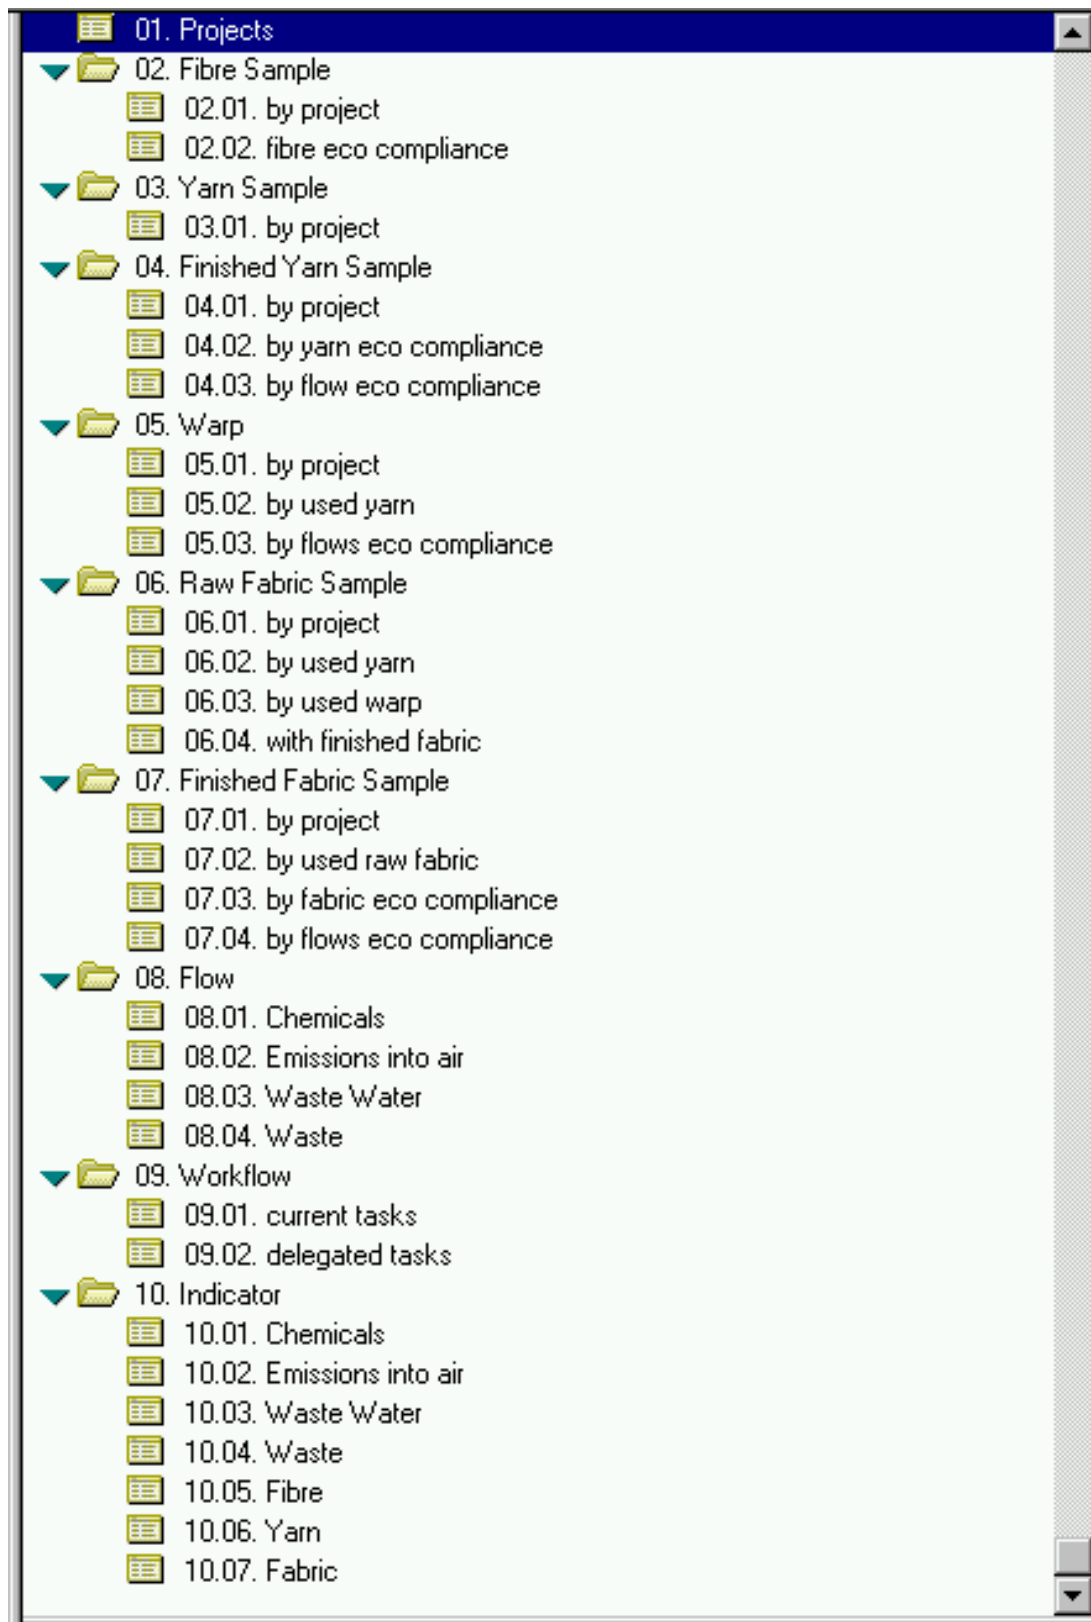 01. Projects
02. Fibre Sample
02.01. by project
02.02. fibre eco compliance
03. Yarn Sample
03.01. by project
04. Finished Yarn Sample
04.01. by project
04.02. by yarn eco compliance
04.03. by flow eco compliance
05. Warp
05.01. by project
05.02. by used yarn
05.03. by flows eco compliance
06. Raw Fabric Sample
06.01. by project
06.02. by used yarn
06.03. by used warp
06.04. with finished fabric
07. Finished Fabric Sample
07.01. by project
07.02. by used raw fabric
07.03. by fabric eco compliance
07.04. by flows eco compliance
08. Flow
08.01. Chemicals
08.02. Emissions into air
08.03. Waste Water
08.04. Waste
09. Workflow
09.01. current tasks
09.02. delegated tasks
10. Indicator
10.01. Chemicals
10.02. Emissions into air
10.03. Waste Water
10.04. Waste
10.05. Fibre
10.06. Yarn
10.07. Fabric